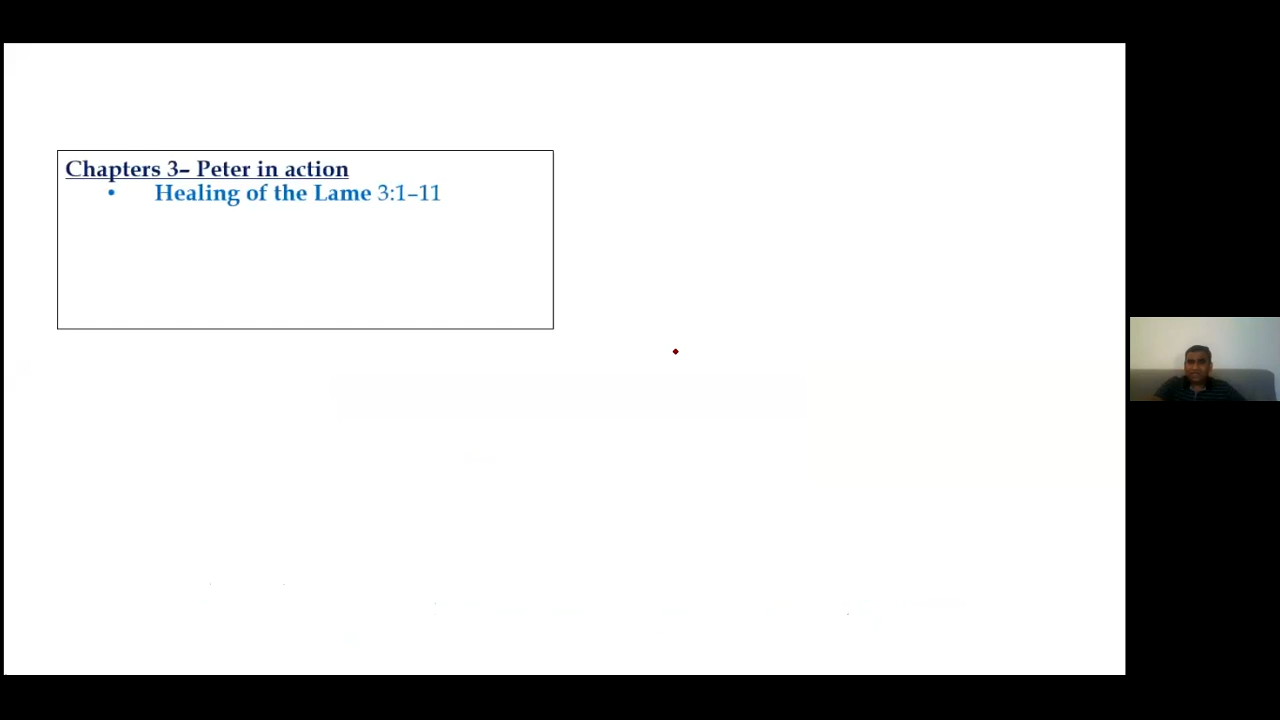 Chapters 3– Peter in action
• Healing of the Lame 3:1–11